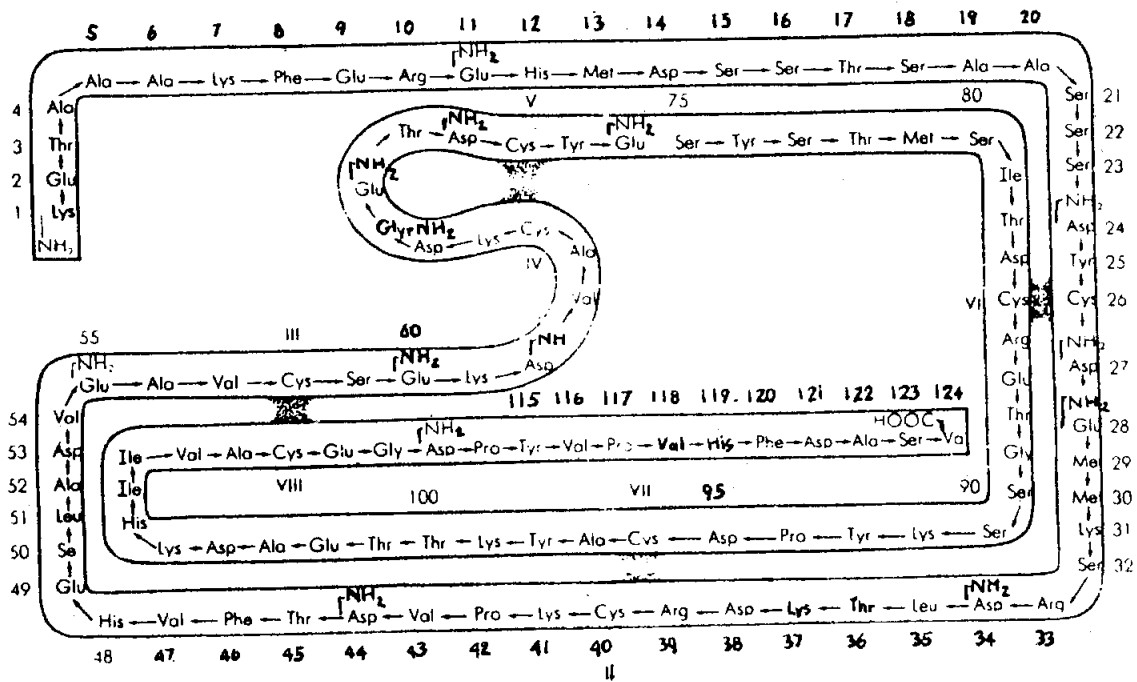 5 6 7 8 9 10 11 12 13 14 15 16 17 18 19 20
NH2
Ala Ala Lys Phe Glu Arg Glu His Met Asp Ser Ser Thr Ser Ala Ala
4 Ala
3 Thr
2 Glu
1 Lys
NH2
Ser 21
Ser 22
Ser 23
NH2
Asp 24
Tyr 25
Cys 26
NH2
Asp 27
NH2
Glu 28
Met 29
Met 30
Lys 31
Ser 32
V 75 80
NH2 NH2
Thr Asp Cys Tyr Glu Ser Tyr Ser Thr Met Ser
NH2
Glu
Gly NH2
Asp Lys Cys Ala
IV
Val
NH
Asp
Ile
Thr
Asp
VI Cys
Arg
Glu
Thr
Gly
Ser
55 III 60
NH2 NH2
Glu Ala Val Cys Ser Glu Lys
54 Val
53 Asp
52 Ala
51 Leu
50 Se
49 Glu
115 116 117 118 119 120 121 122 123 124
NH2 HOOC
Ile Val Ala Cys Glu Gly Asp Pro Tyr Val Pro Val His Phe Asp Ala Ser Va
Ile VIII 100 VII 95 90
His
Lys Asp Ala Glu Thr Thr Lys Tyr Ala Cys Asp Pro Tyr Lys Ser
NH2 NH2
His Val Phe Thr Asp Val Pro Lys Cys Arg Asp Lys Thr Leu Asp Arg
48 47 46 45 44 43 42 41 40 39 38 37 36 35 34 33
II